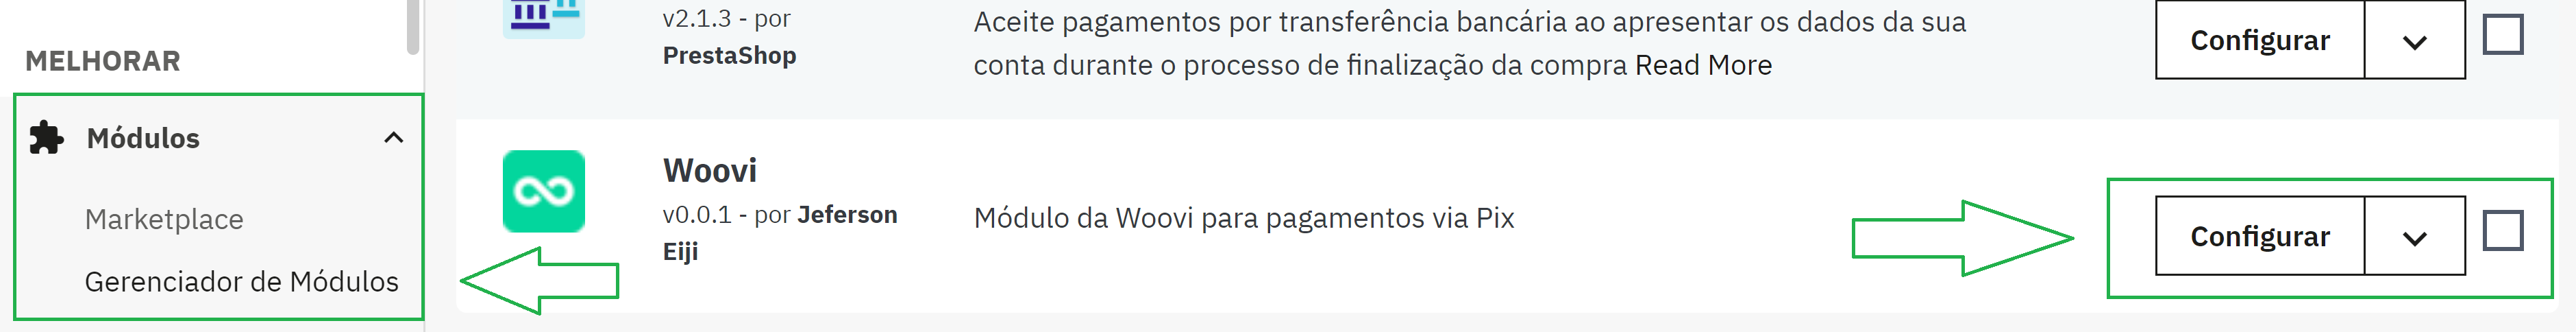 MELHORAR
Módulos
Marketplace
Gerenciador de Módulos
v2.1.3 - por
PrestaShop
Aceite pagamentos por transferência bancária ao apresentar os dados da sua
conta durante o processo de finalização da compra Read More
Configurar
Woovi
v0.0.1 - por Jeferson
Eiji
Módulo da Woovi para pagamentos via Pix
Configurar